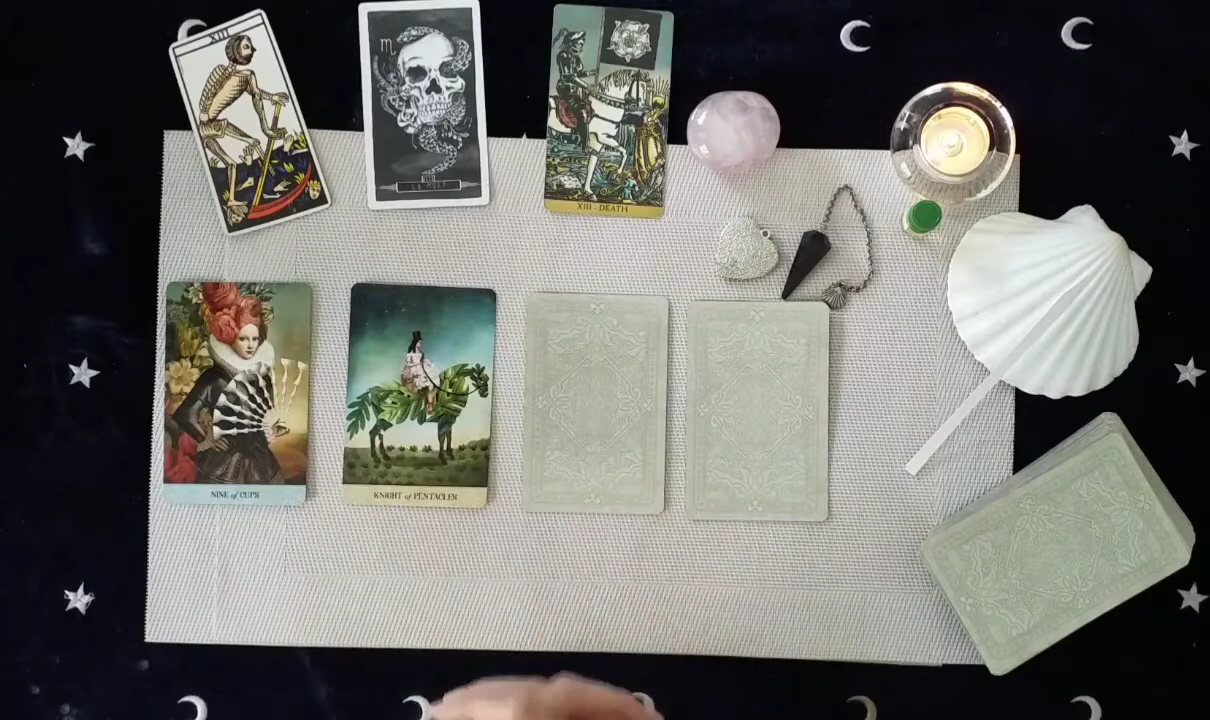 XIII
XIII
LA MORT
XIII - DEATH
NINE of CUPS
KNIGHT of PENTACLES